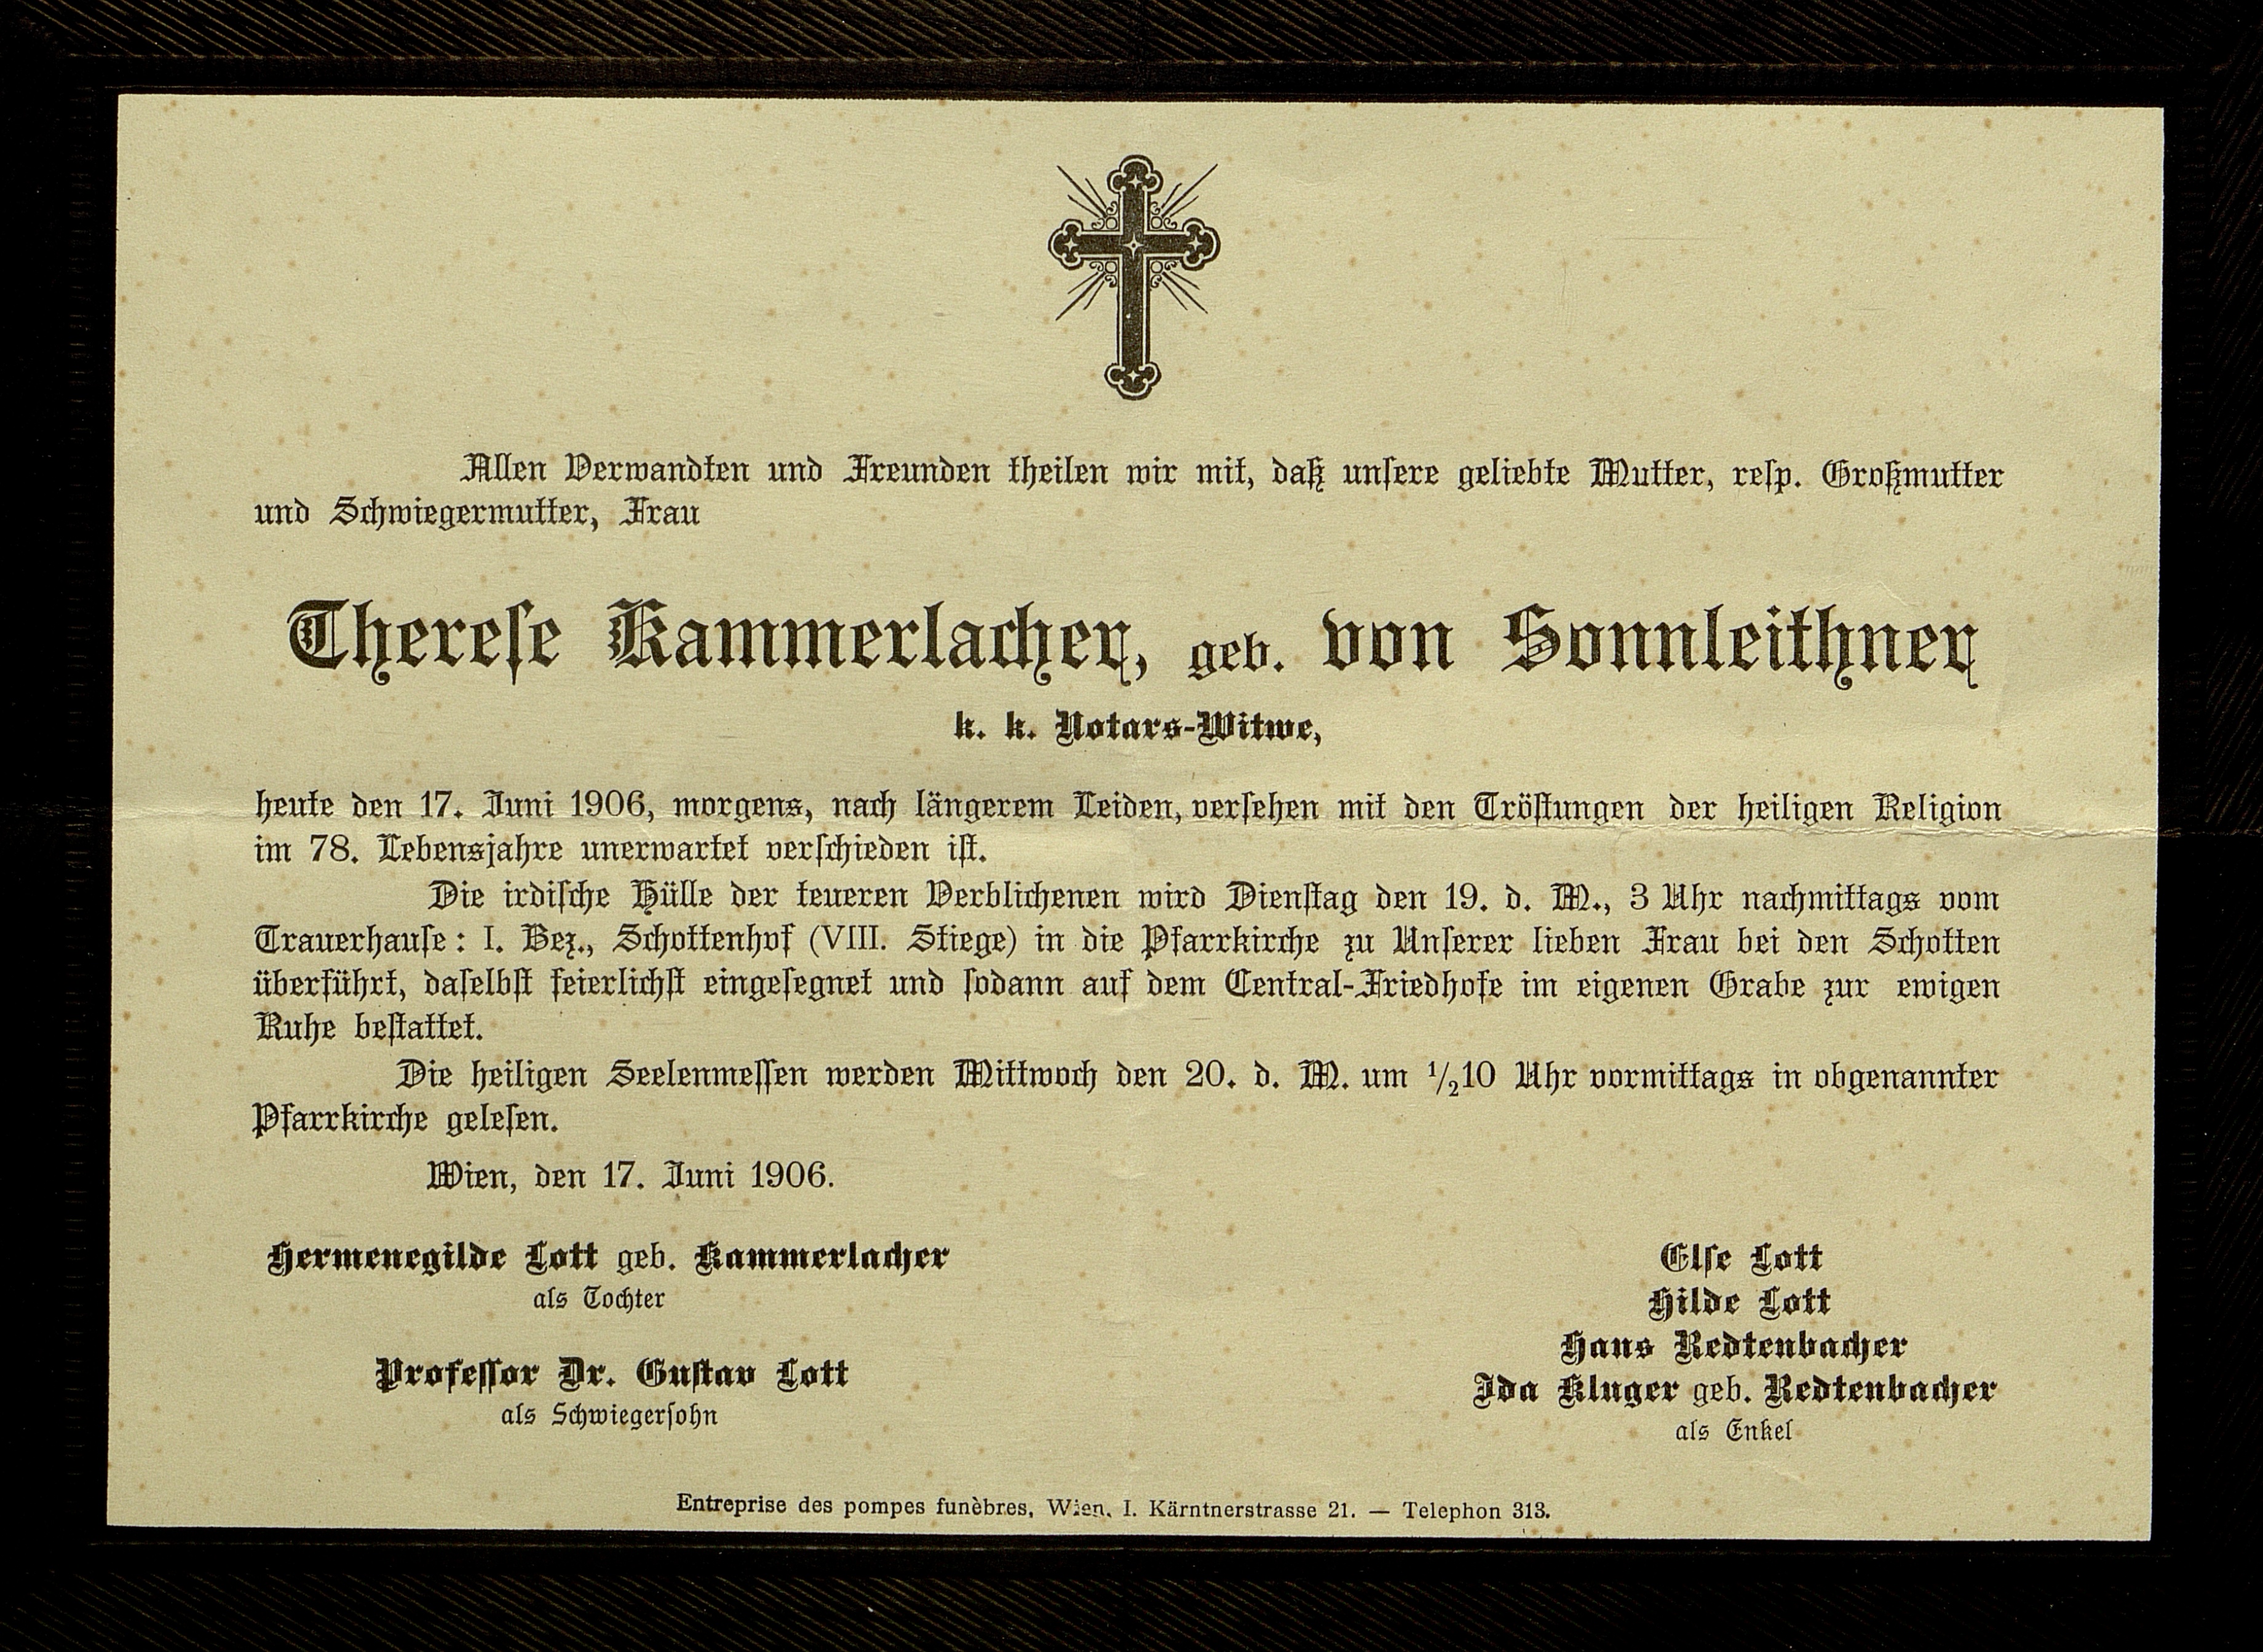 Allen Verwandten und Freunden theilen wir mit, daß unsere geliebte Mutter, resp. Großmutter
und Schwiegermutter, Frau
Therese Kammerlacher, geb. von Sonnleithner
k. k. Notars-Witwe,
heute den 17. Juni 1906, morgens, nach längerem Leiden, versehen mit den Tröstungen der heiligen Religion
im 78. Lebensjahre unerwartet verschieden ist.
Die irdische Hülle der teueren Verblichenen wird Dienstag den 19. d. M., 3 Uhr nachmittags vom
Trauerhause: I. Bez., Schottenhof (VIII. Stiege) in die Pfarrkirche zu Unserer lieben Frau bei den Schotten
überführt, daselbst feierlichst eingesegnet und sodann auf dem Central-Friedhofe im eigenen Grabe zur ewigen
Ruhe bestattet.
Die heiligen Seelenmessen werden Mittwoch den 20. d. M. um 1/210 Uhr vormittags in obgenannter
Pfarrkirche gelesen.
Wien, den 17. Juni 1906.
Hermenegilde Lott geb. Kammerlacher
als Tochter
Professor Dr. Gustav Lott
als Schwiegersohn
Else Lott
Hilde Lott
Hans Redtenbacher
Ida Kluger geb. Redtenbacher
als Enkel
Entreprise des pompes funèbres, Wien, I. Kärntnerstrasse 21. — Telephon 313.